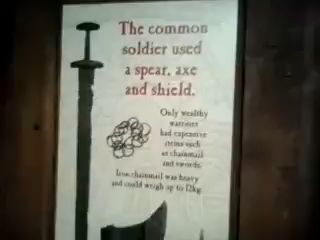 The common
soldier used
a spear, axe
and shield.
Only wealthy
warriors
had expensive
items such
as chainmail
and swords.
Iron chainmail was heavy
and could weigh up to 12kg.